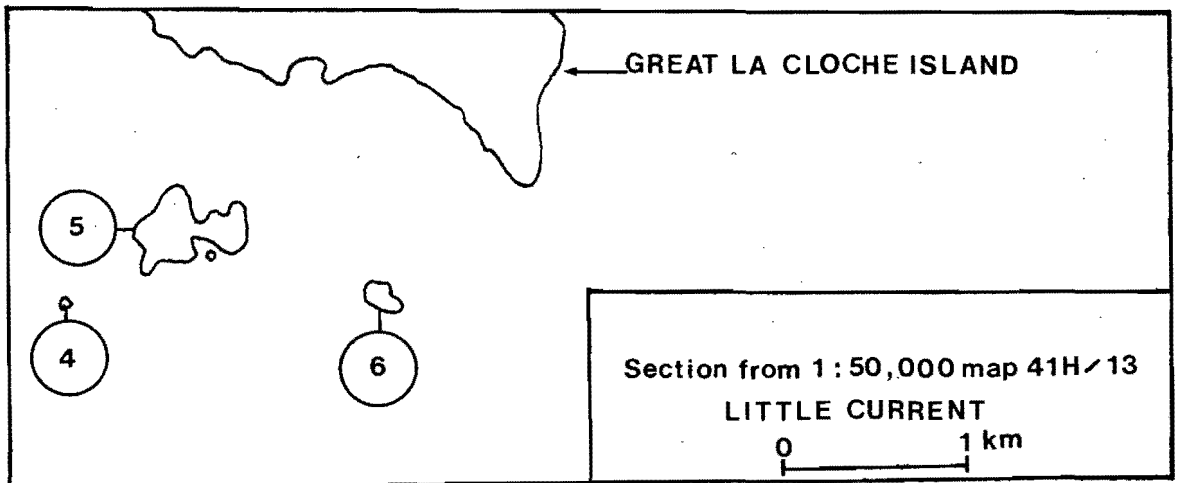 GREAT LA CLOCHE ISLAND
5
4
6
Section from 1:50,000 map 41H/13
LITTLE CURRENT
0 1 km